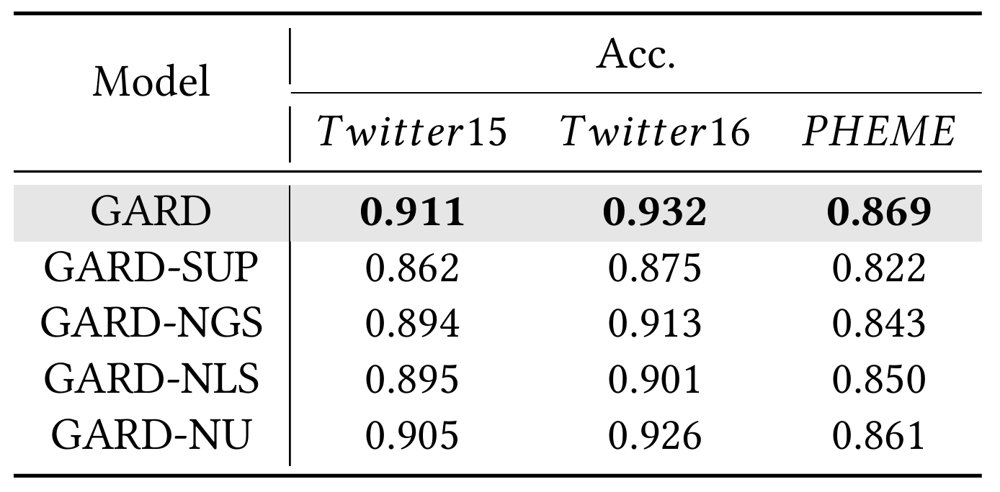 Model Acc.
Twitter15 Twitter16 PHEME
GARD 0.911 0.932 0.869
GARD-SUP 0.862 0.875 0.822
GARD-NGS 0.894 0.913 0.843
GARD-NLS 0.895 0.901 0.850
GARD-NU 0.905 0.926 0.861